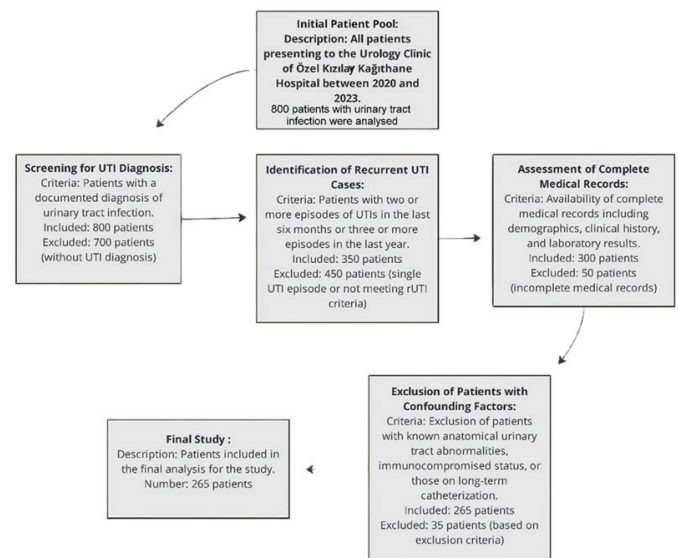 Initial Patient Pool:
Description: All patients
presenting to the Urology Clinic
of Özel Kızılay Kağıthane
Hospital between 2020 and
2023.
800 patients with urinary tract
infection were analysed
Screening for UTI Diagnosis:
Criteria: Patients with a
documented diagnosis of
urinary tract infection.
Included: 800 patients
Excluded: 700 patients
(without UTI diagnosis)
Identification of Recurrent UTI
Cases:
Criteria: Patients with two or
more episodes of UTIs in the last
six months or three or more
episodes in the last year.
Included: 350 patients
Excluded: 450 patients (single
UTI episode or not meeting rUTI
criteria)
Assessment of Complete
Medical Records:
Criteria: Availability of complete
medical records including
demographics, clinical history,
and laboratory results.
Included: 300 patients
Excluded: 50 patients
(incomplete medical records)
Exclusion of Patients with
Confounding Factors:
Criteria: Exclusion of patients
with known anatomical urinary
tract abnormalities,
immunocompromised status, or
those on long-term
catheterization.
Included: 265 patients
Excluded: 35 patients (based on
exclusion criteria)
Final Study :
Description: Patients included in
the final analysis for the study.
Number: 265 patients